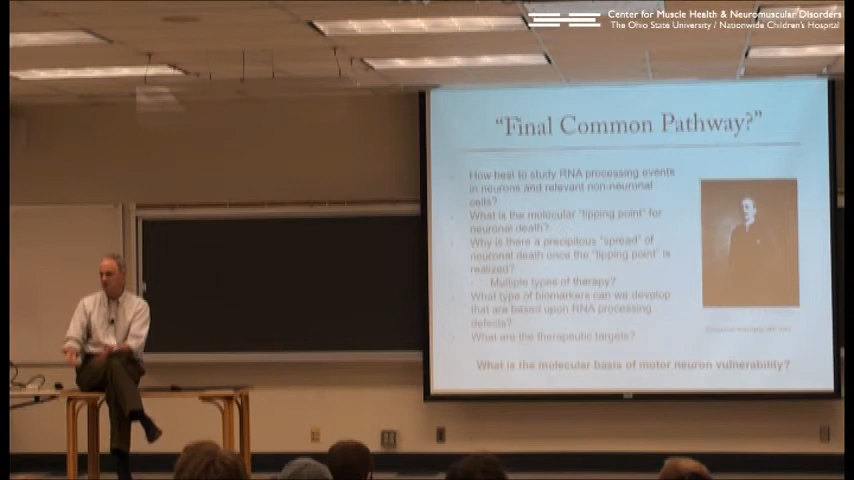 Center for Muscle Health & Neuromuscular Disorders
The Ohio State University / Nationwide Children's Hospital
"Final Common Pathway?"
How best to study RNA processing events
in neurons and relevant non-neuronal
cells?
What is the molecular "tipping point" for
neuronal death?
Why is there a precipitous "spread" of
neuronal death once the "tipping point" is
realized?
Multiple types of therapy?
What type of biomarkers can we develop
that are based upon RNA processing
defects?
What are the therapeutic targets?
What is the molecular basis of motor neuron vulnerability?